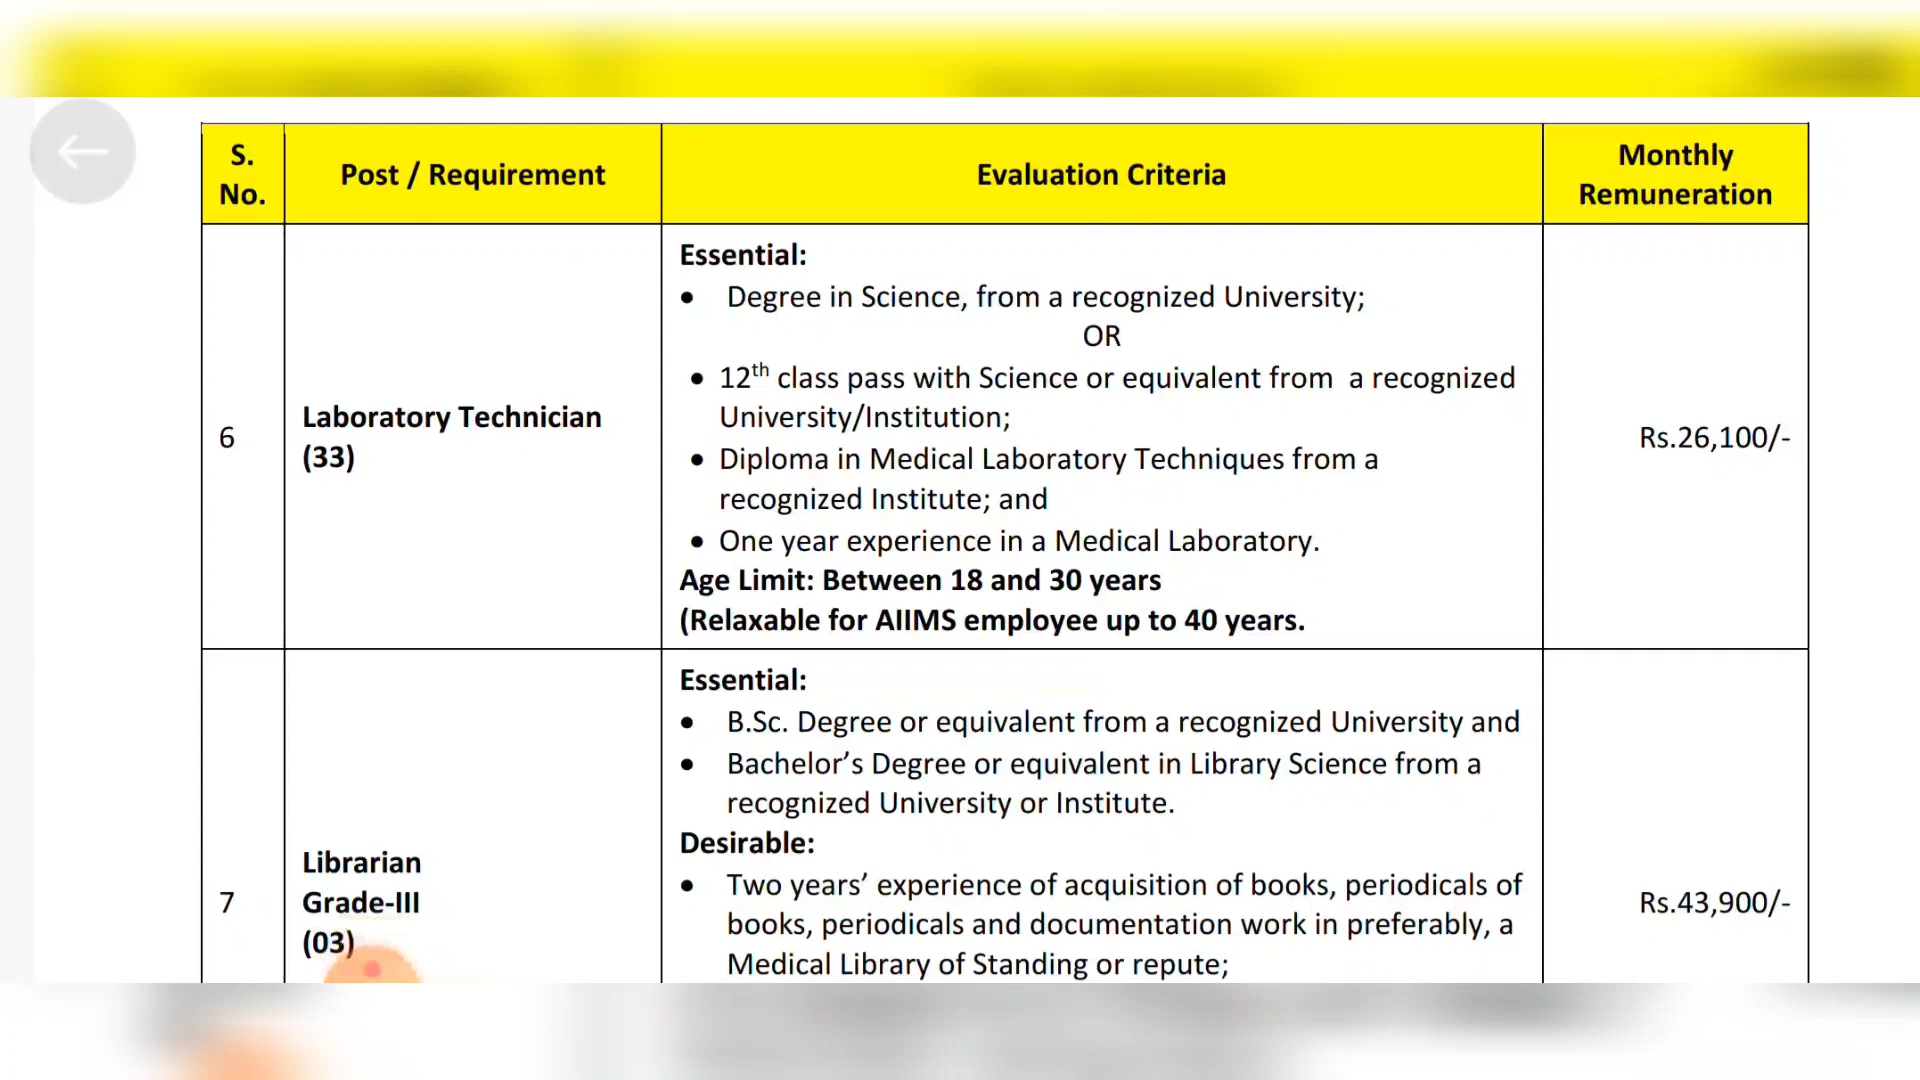 S.
No.
Post / Requirement
Evaluation Criteria
Monthly
Remuneration
6
Laboratory Technician
(33)
Essential:
• Degree in Science, from a recognized University;
OR
• 12th class pass with Science or equivalent from a recognized
University/Institution;
• Diploma in Medical Laboratory Techniques from a
recognized Institute; and
• One year experience in a Medical Laboratory.
Age Limit: Between 18 and 30 years
(Relaxable for AIIMS employee up to 40 years.
Rs.26,100/-
7
Librarian
Grade-III
(03)
Essential:
• B.Sc. Degree or equivalent from a recognized University and
• Bachelor’s Degree or equivalent in Library Science from a
recognized University or Institute.
Desirable:
• Two years’ experience of acquisition of books, periodicals of
books, periodicals and documentation work in preferably, a
Medical Library of Standing or repute;
Rs.43,900/-